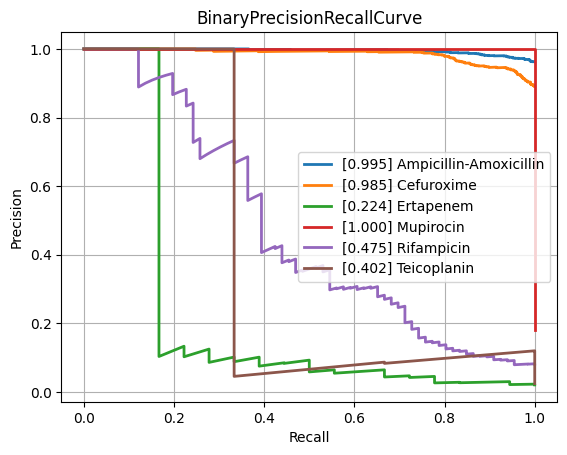 BinaryPrecisionRecallCurve
1.0
0.8
0.6
0.4
0.2
0.0
Precision
[0.995] Ampicillin-Amoxicillin
[0.985] Cefuroxime
[0.224] Ertapenem
[1.000] Mupirocin
[0.475] Rifampicin
[0.402] Teicoplanin
0.0 0.2 0.4 0.6 0.8 1.0
Recall